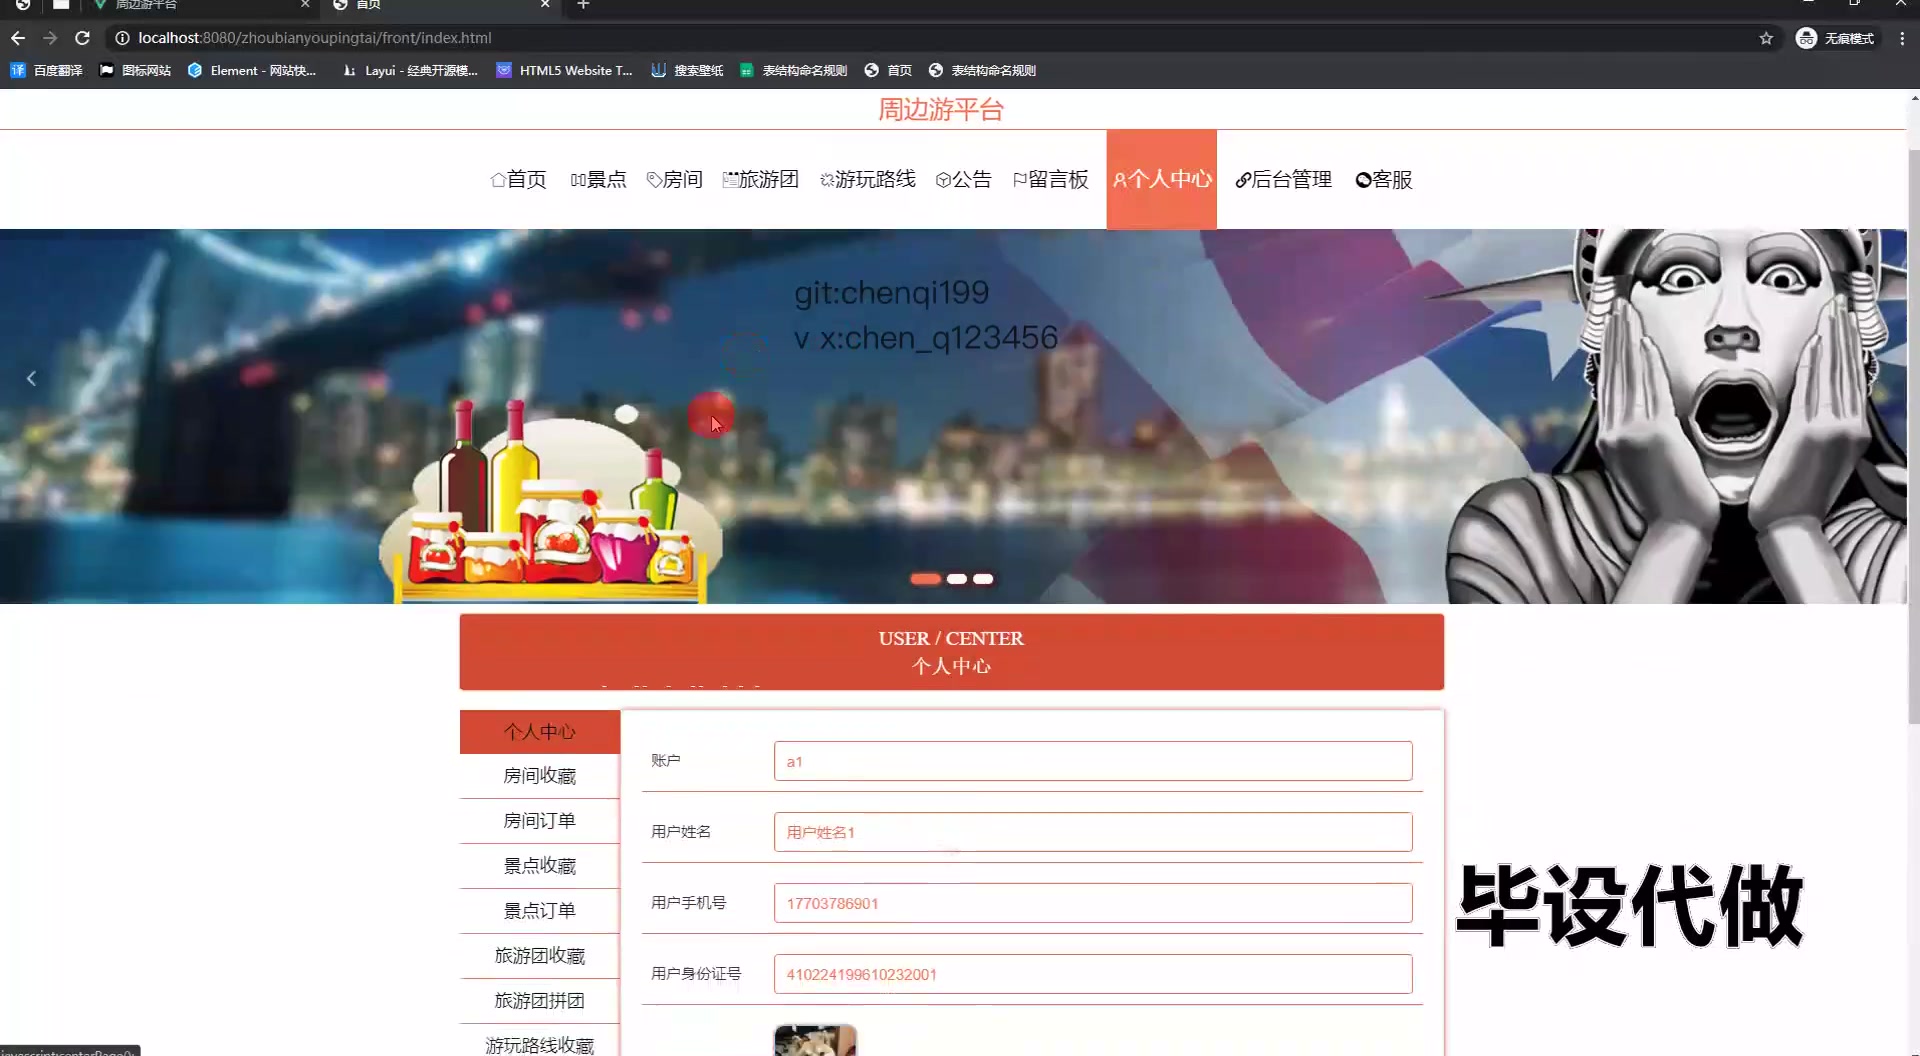 周边游平台
首页
localhost:8080/zhoubianyoupingtai/front/index.html
无痕模式
百度翻译
图标网站
Element - 网站快...
Layui - 经典开源模...
HTML5 Website T...
搜索壁纸
表结构命名规则
首页
表结构命名规则
周边游平台
首页
景点
房间
旅游团
游玩路线
公告
留言板
个人中心
后台管理
客服
git:chenqi199
v x:chen_q123456
USER / CENTER
个人中心
个人中心
房间收藏
房间订单
景点收藏
景点订单
旅游团收藏
旅游团拼团
游玩路线收藏
账户
a1
用户姓名
用户姓名1
用户手机号
17703786901
用户身份证号
410224199610232001
毕设代做